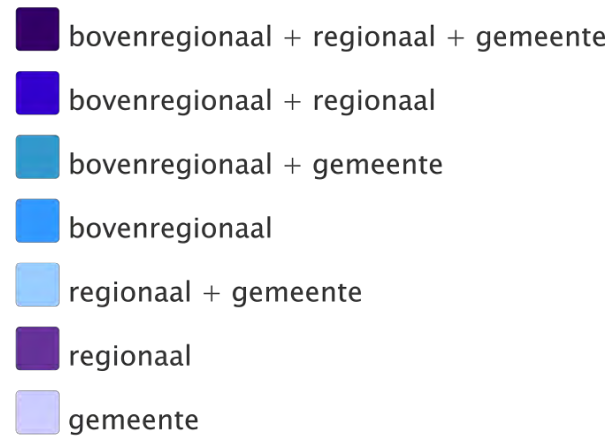 bovenregionaal + regionaal + gemeente
bovenregionaal + regionaal
bovenregionaal + gemeente
bovenregionaal
regionaal + gemeente
regionaal
gemeente